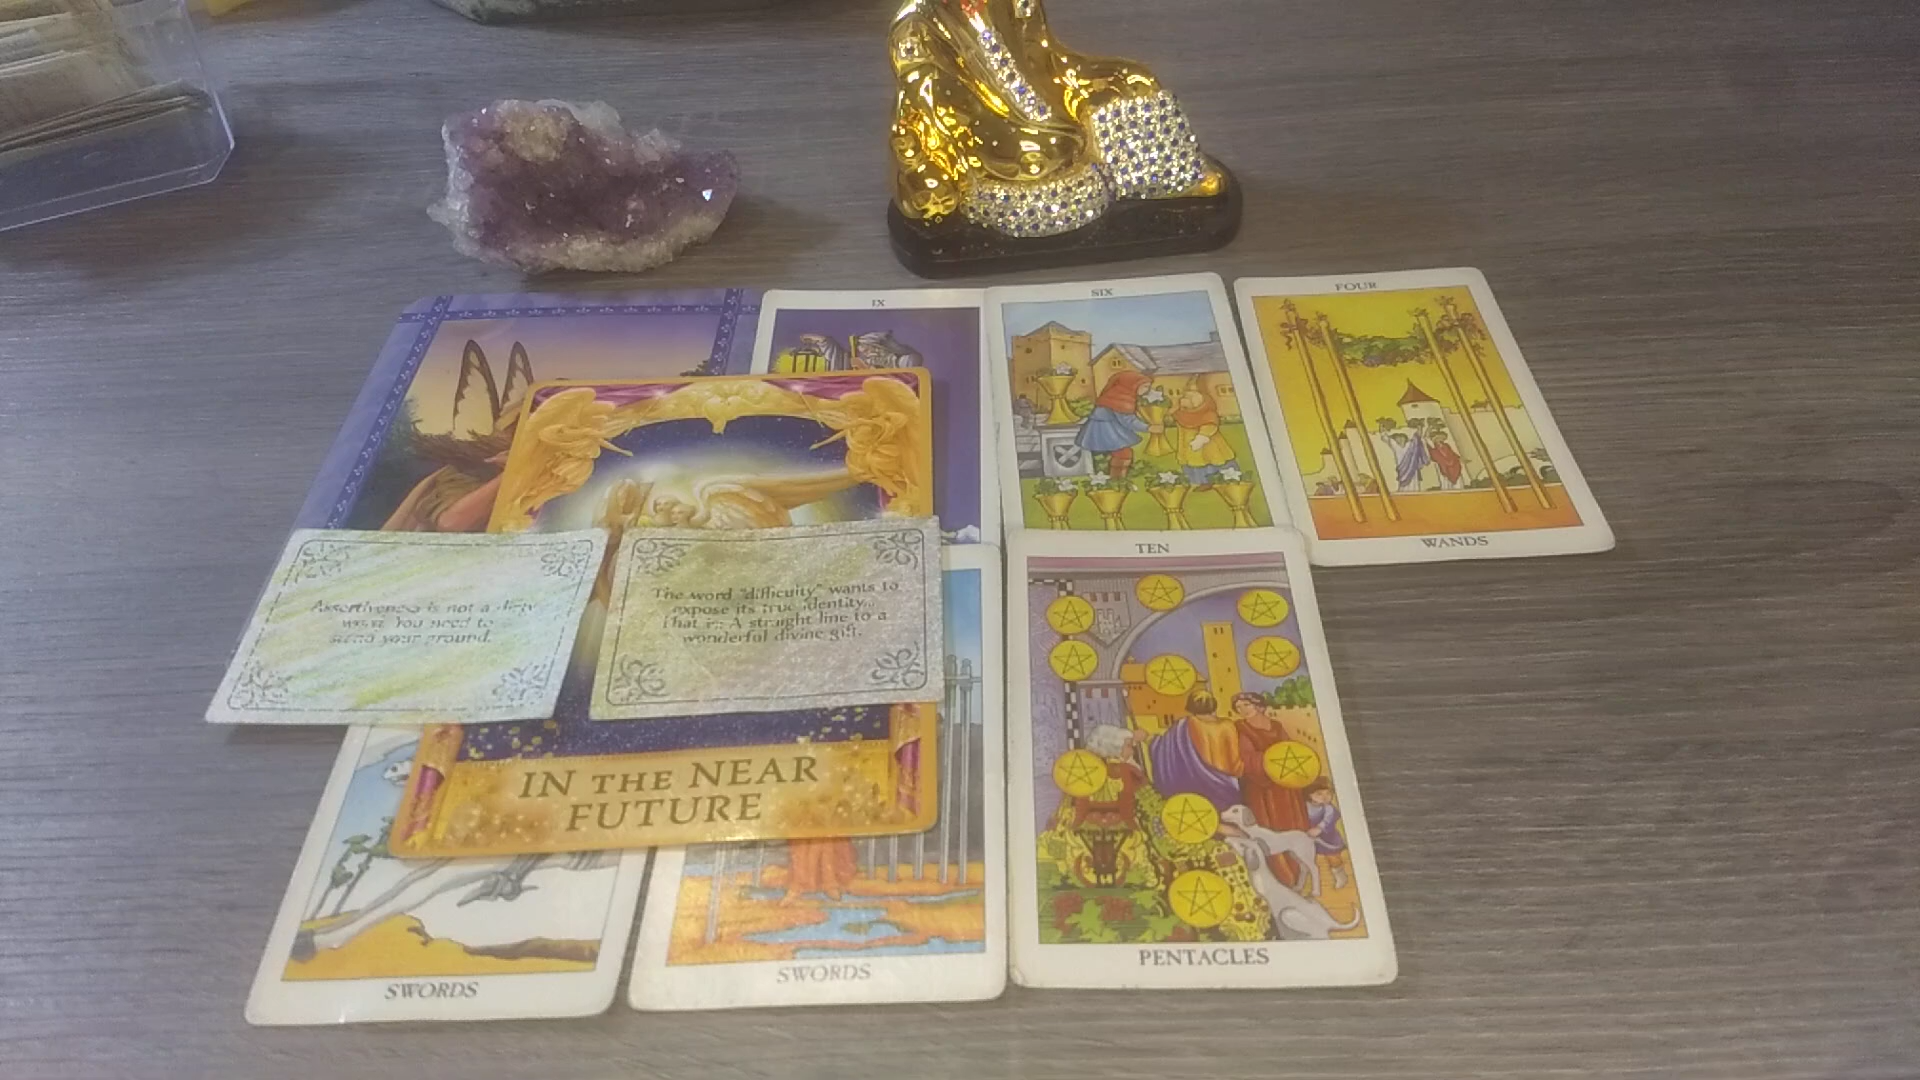 IX
SIX
FOUR
WANDS
Assertiveness is not a dirty
word. You need to
stand your ground.
The word "difficuity" wants to
expose its true identity...
That is: A straight line to a
wonderful divine gift.
TEN
IN THE NEAR
FUTURE
PENTACLES
SWORDS
SWORDS